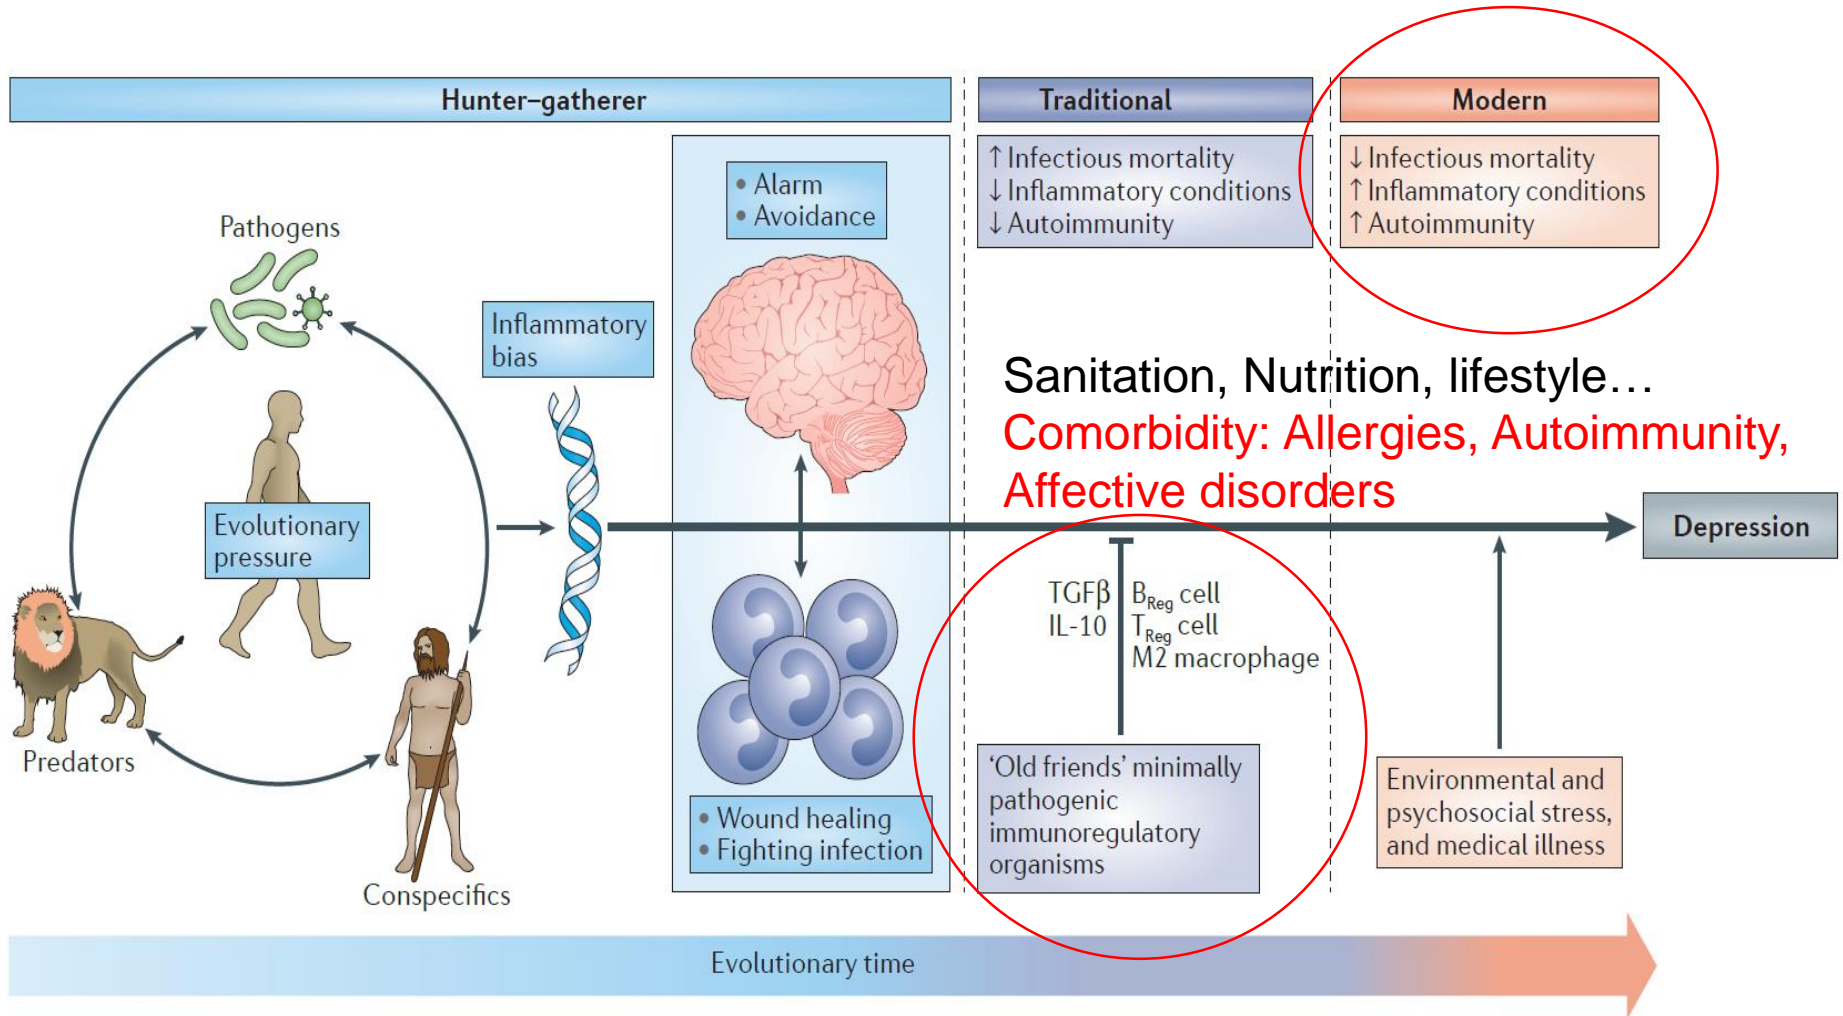 Hunter–gatherer
Traditional
Modern
Pathogens
Evolutionary
pressure
Predators
Conspecifics
Inflammatory
bias
• Alarm
• Avoidance
• Wound healing
• Fighting infection
↑ Infectious mortality
↓ Inflammatory conditions
↓ Autoimmunity
↓ Infectious mortality
↑ Inflammatory conditions
↑ Autoimmunity
Sanitation, Nutrition, lifestyle…
Comorbidity: Allergies, Autoimmunity,
Affective disorders
Depression
TGFβ
IL-10
BReg cell
TReg cell
M2 macrophage
‘Old friends’ minimally
pathogenic
immunoregulatory
organisms
Environmental and
psychosocial stress,
and medical illness
Evolutionary time